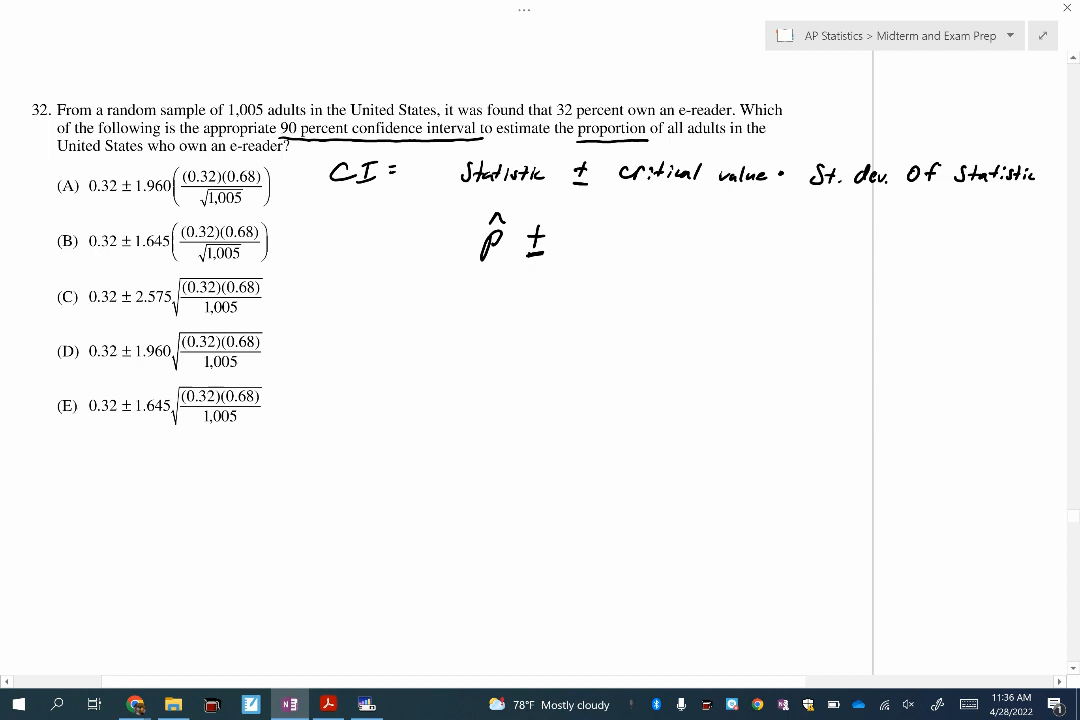 ...
AP Statistics > Midterm and Exam Prep
32. From a random sample of 1,005 adults in the United States, it was found that 32 percent own an e-reader. Which
of the following is the appropriate 90 percent confidence interval to estimate the proportion of all adults in the
United States who own an e-reader?
CI = Statistic ± critical value · St. dev. Of Statistic
(A) 0.32 ± 1.960 ( (0.32)(0.68) / √1,005 )
p̂ ±
(B) 0.32 ± 1.645 ( (0.32)(0.68) / √1,005 )
(C) 0.32 ± 2.575 √( (0.32)(0.68) / 1,005 )
(D) 0.32 ± 1.960 √( (0.32)(0.68) / 1,005 )
(E) 0.32 ± 1.645 √( (0.32)(0.68) / 1,005 )
78°F Mostly cloudy
11:36 AM
4/28/2022